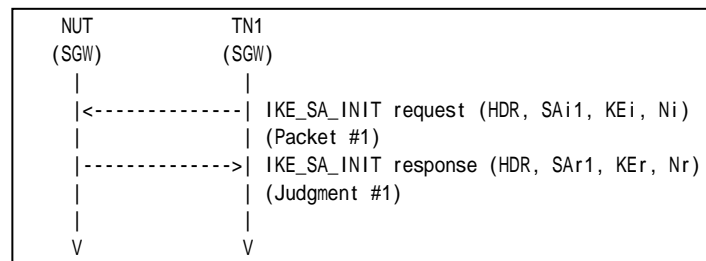 NUT TN1
(SGW) (SGW)
| |
|<--------------| IKE_SA_INIT request (HDR, SAi1, KEi, Ni)
| | (Packet #1)
|-------------->| IKE_SA_INIT response (HDR, SAr1, KEr, Nr)
| | (Judgment #1)
| |
V V